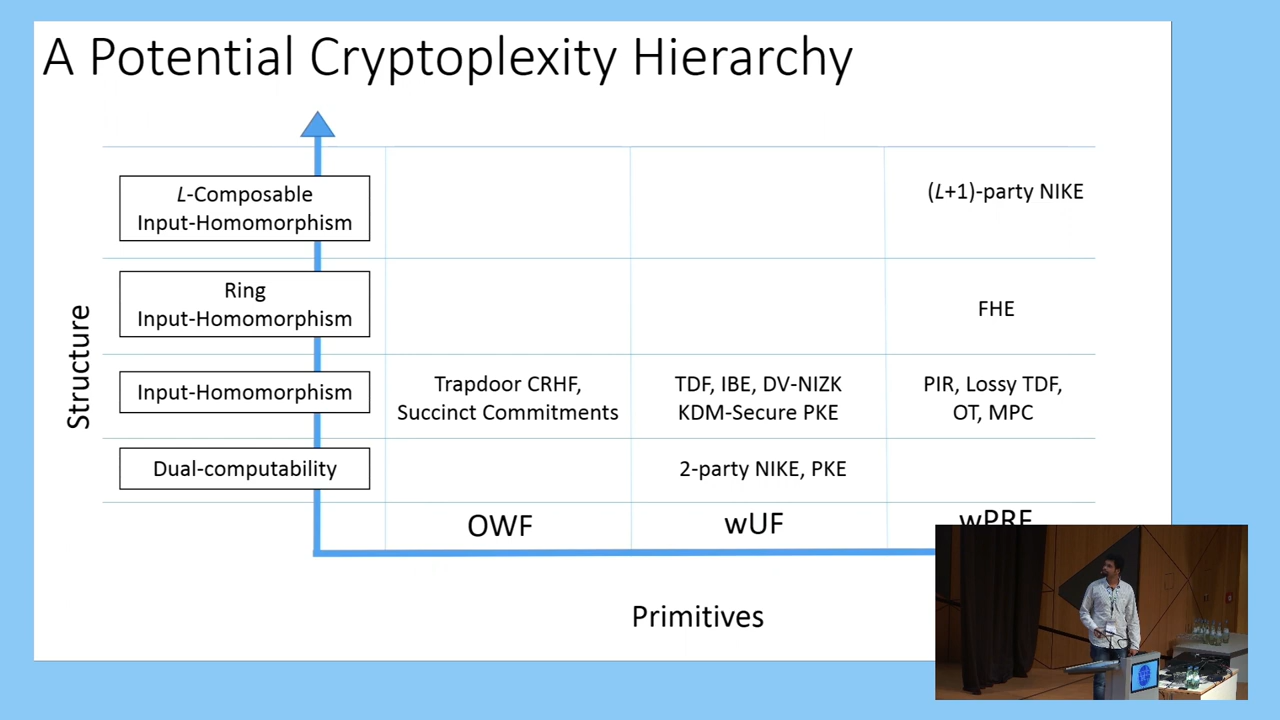 A Potential Cryptoplexity Hierarchy
L-Composable
Input-Homomorphism
(L+1)-party NIKE
Ring
Input-Homomorphism
FHE
Structure
Input-Homomorphism
Trapdoor CRHF,
Succinct Commitments
TDF, IBE, DV-NIZK
KDM-Secure PKE
PIR, Lossy TDF,
OT, MPC
Dual-computability
2-party NIKE, PKE
OWF
wUF
wPRF
Primitives